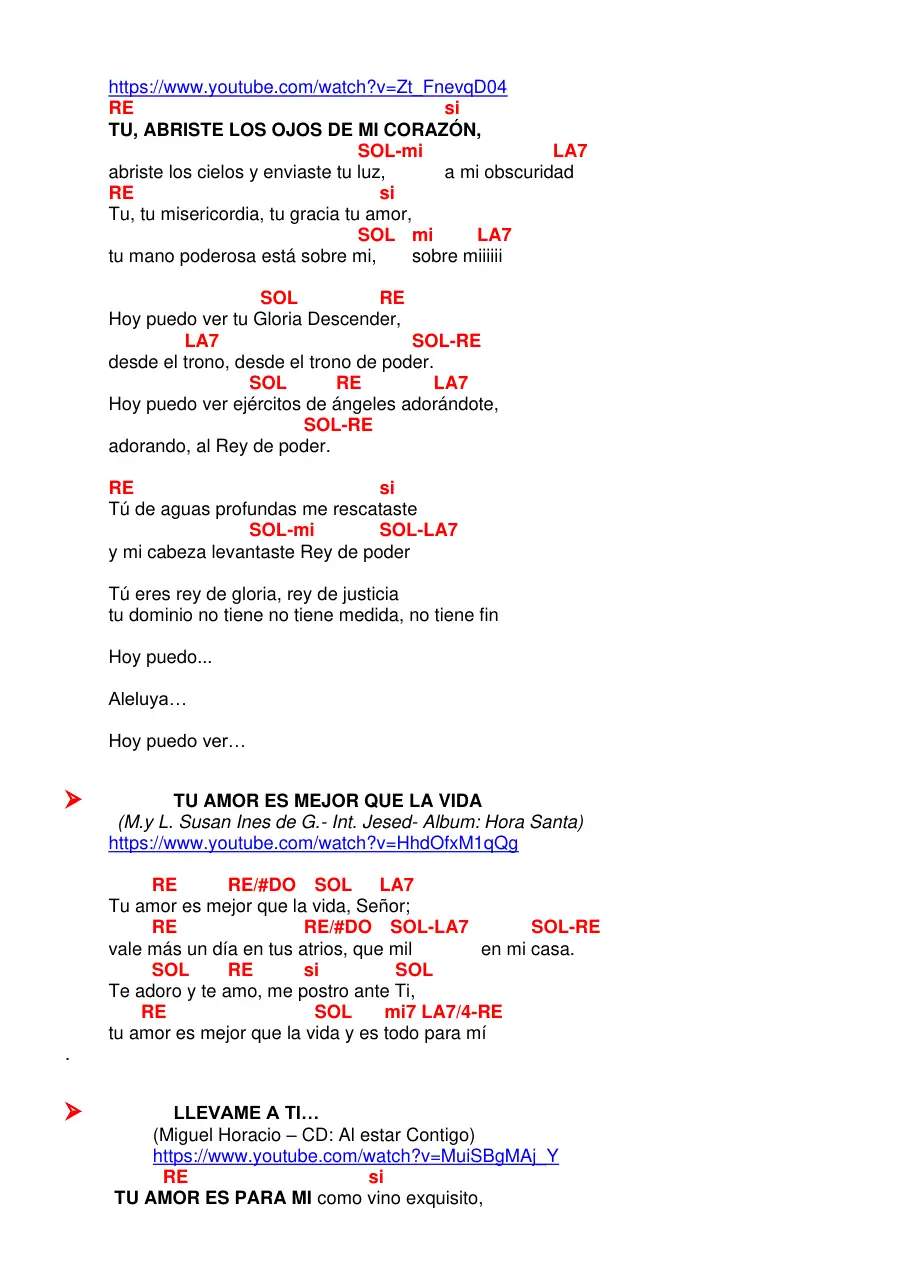 https://www.youtube.com/watch?v=Zt_FnevqD04
RE si
TU, ABRISTE LOS OJOS DE MI CORAZÓN,
SOL-mi LA7
abriste los cielos y enviaste tu luz, a mi obscuridad
RE si
Tu, tu misericordia, tu gracia tu amor,
SOL mi LA7
tu mano poderosa está sobre mi, sobre miiiiii
SOL RE
Hoy puedo ver tu Gloria Descender,
LA7 SOL-RE
desde el trono, desde el trono de poder.
SOL RE LA7
Hoy puedo ver ejércitos de ángeles adorándote,
SOL-RE
adorando, al Rey de poder.
RE si
Tú de aguas profundas me rescataste
SOL-mi SOL-LA7
y mi cabeza levantaste Rey de poder
Tú eres rey de gloria, rey de justicia
tu dominio no tiene no tiene medida, no tiene fin
Hoy puedo...
Aleluya…
Hoy puedo ver…
➢ TU AMOR ES MEJOR QUE LA VIDA
(M.y L. Susan Ines de G.- Int. Jesed- Album: Hora Santa)
https://www.youtube.com/watch?v=HhdOfxM1qQg
RE RE/#DO SOL LA7
Tu amor es mejor que la vida, Señor;
RE RE/#DO SOL-LA7 SOL-RE
vale más un día en tus atrios, que mil en mi casa.
SOL RE si SOL
Te adoro y te amo, me postro ante Ti,
RE SOL mi7 LA7/4-RE
tu amor es mejor que la vida y es todo para mí
.
➢ LLEVAME A TI…
(Miguel Horacio – CD: Al estar Contigo)
https://www.youtube.com/watch?v=MuiSBgMAj_Y
RE si
TU AMOR ES PARA MI como vino exquisito,